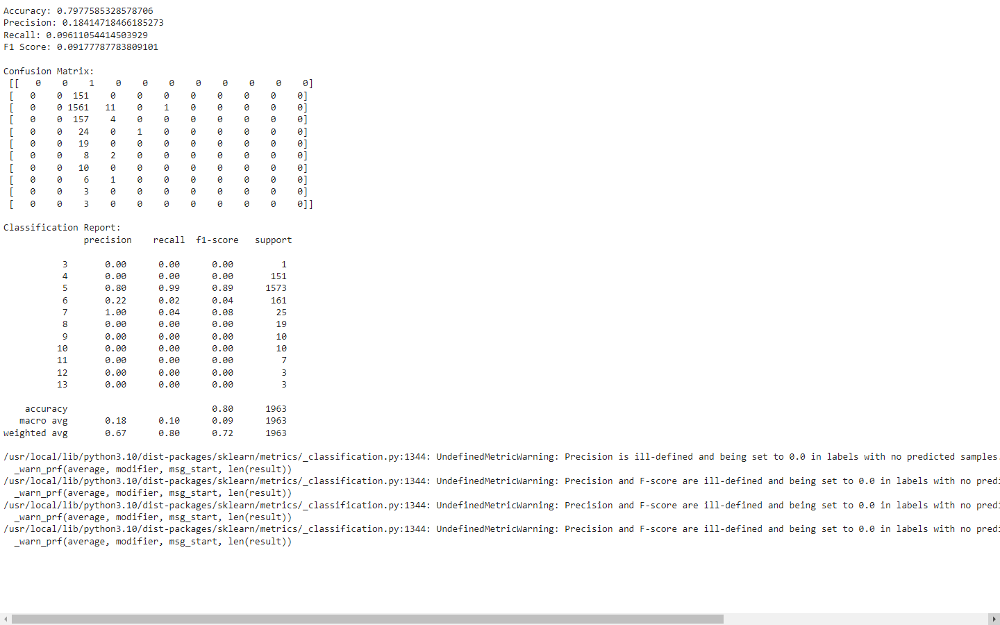 Accuracy: 0.7977585328578706
Precision: 0.18414718466185273
Recall: 0.09611054414503929
F1 Score: 0.09177787783809101

Confusion Matrix:
 [[   0    0    1    0    0    0    0    0    0    0    0]
 [   0    0  151    0    0    0    0    0    0    0    0]
 [   0    0 1561   11    0    1    0    0    0    0    0]
 [   0    0  157    4    0    0    0    0    0    0    0]
 [   0    0   24    0    1    0    0    0    0    0    0]
 [   0    0   19    0    0    0    0    0    0    0    0]
 [   0    0    8    2    0    0    0    0    0    0    0]
 [   0    0   10    0    0    0    0    0    0    0    0]
 [   0    0    6    1    0    0    0    0    0    0    0]
 [   0    0    3    0    0    0    0    0    0    0    0]
 [   0    0    3    0    0    0    0    0    0    0    0]]

Classification Report:
               precision    recall  f1-score   support

           3       0.00      0.00      0.00         1
           4       0.00      0.00      0.00       151
           5       0.80      0.99      0.89      1573
           6       0.22      0.02      0.04       161
           7       1.00      0.04      0.08        25
           8       0.00      0.00      0.00        19
           9       0.00      0.00      0.00        10
          10       0.00      0.00      0.00        10
          11       0.00      0.00      0.00         7
          12       0.00      0.00      0.00         3
          13       0.00      0.00      0.00         3

    accuracy                           0.80      1963
   macro avg       0.18      0.10      0.09      1963
weighted avg       0.67      0.80      0.72      1963

/usr/local/lib/python3.10/dist-packages/sklearn/metrics/_classification.py:1344: UndefinedMetricWarning: Precision is ill-defined and being set to 0.0 in labels with no predicted samples.
  _warn_prf(average, modifier, msg_start, len(result))
/usr/local/lib/python3.10/dist-packages/sklearn/metrics/_classification.py:1344: UndefinedMetricWarning: Precision and F-score are ill-defined and being set to 0.0 in labels with no predi
  _warn_prf(average, modifier, msg_start, len(result))
/usr/local/lib/python3.10/dist-packages/sklearn/metrics/_classification.py:1344: UndefinedMetricWarning: Precision and F-score are ill-defined and being set to 0.0 in labels with no predi
  _warn_prf(average, modifier, msg_start, len(result))
/usr/local/lib/python3.10/dist-packages/sklearn/metrics/_classification.py:1344: UndefinedMetricWarning: Precision and F-score are ill-defined and being set to 0.0 in labels with no predi
  _warn_prf(average, modifier, msg_start, len(result))